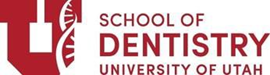 U
SCHOOL OF
DENTISTRY
UNIVERSITY OF UTAH